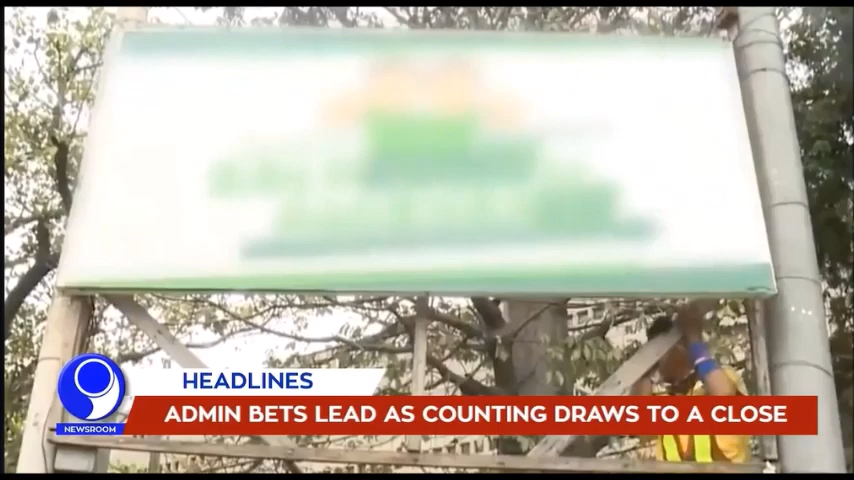 HEADLINES
ADMIN BETS LEAD AS COUNTING DRAWS TO A CLOSE
NEWSROOM